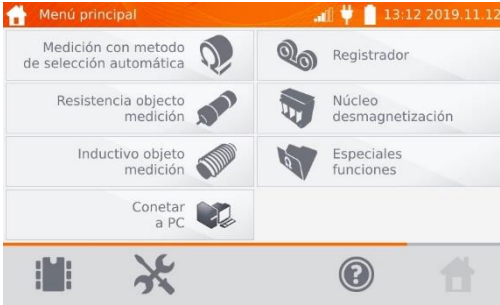 Menú principal
13:12 2019.11.12
Medición con metodo
de selección automática
Registrador
Resistencia objecto
medición
Núcleo
desmagnetización
Inductivo objeto
medición
Especiales
funciones
Conetar
a PC